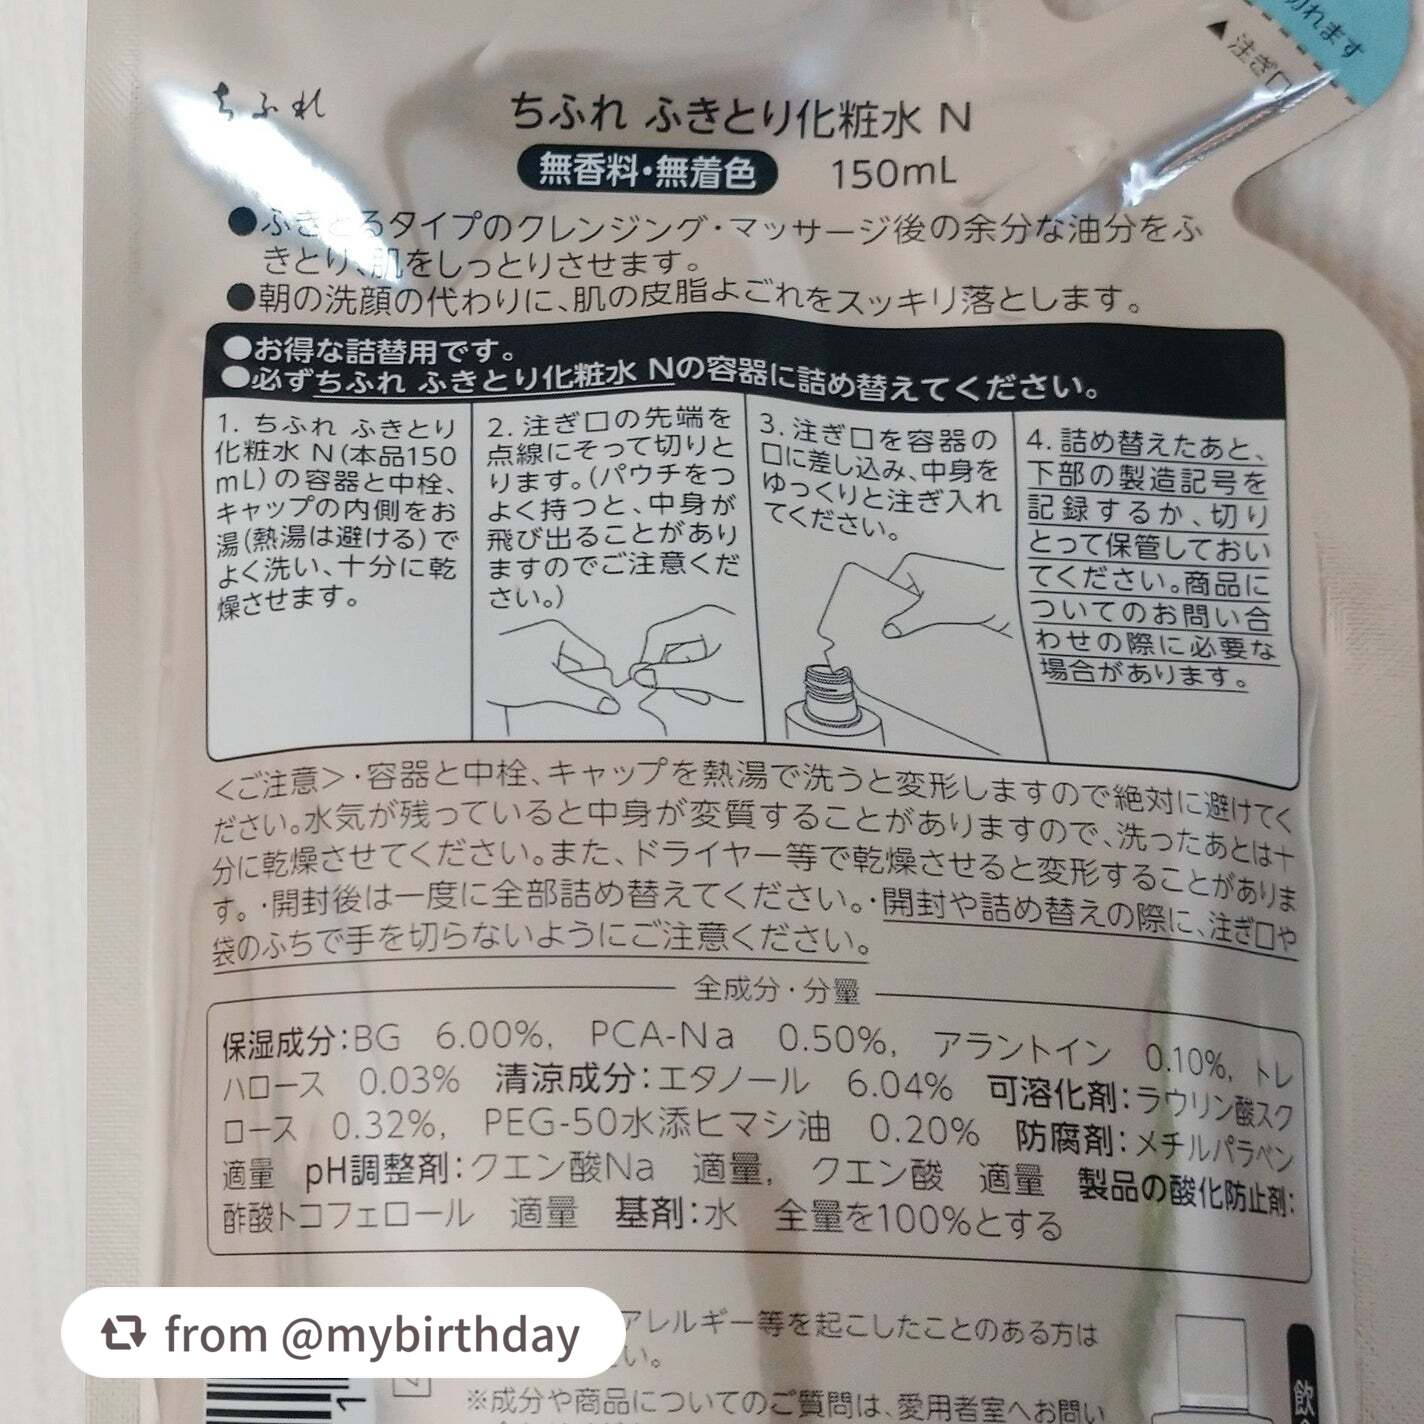 切れます
▲注ぎ口
ちふれ
ちふれ ふきとり化粧水 N
無香料・無着色 150mL
●ふきとるタイプのクレンジング・マッサージ後の余分な油分をふ
きとり、肌をしっとりさせます。
●朝の洗顔の代わりに、肌の皮脂よごれをスッキリ落とします。
●お得な詰替用です。
●必ずちふれ ふきとり化粧水 Nの容器に詰め替えてください。
1. ちふれ ふきとり
化粧水 N(本品150
mL)の容器と中栓、
キャップの内側をお
湯(熱湯は避ける)で
よく洗い、十分に乾
燥させます。
2. 注ぎ口の先端を
点線にそって切りと
ります。(パウチをつ
よく持つと、中身が
飛び出ることがあり
ますのでご注意くだ
さい。)
3. 注ぎ口を容器の
口に差し込み、中身を
ゆっくりと注ぎ入れ
てください。
4. 詰め替えたあと、
下部の製造記号を
記録するか、切り
とって保管しておい
てください。商品に
ついてのお問い合
わせの際に必要な
場合があります。
<ご注意>・容器と中栓、キャップを熱湯で洗うと変形しますので絶対に避けてく
ださい。水気が残っていると中身が変質することがありますので、洗ったあとは十
分に乾燥させてください。また、ドライヤー等で乾燥させると変形することがありま
す。・開封後は一度に全部詰め替えてください。・開封や詰め替えの際に、注ぎ口や
袋のふちで手を切らないようにご注意ください。
全成分・分量
保湿成分:BG 6.00%, PCA-Na 0.50%, アラントイン 0.10%, トレ
ハロース 0.03% 清涼成分:エタノール 6.04% 可溶化剤:ラウリン酸スク
ロース 0.32%, PEG-50水添ヒマシ油 0.20% 防腐剤:メチルパラベン
適量 pH調整剤:クエン酸Na 適量, クエン酸 適量 製品の酸化防止剤:
酢酸トコフェロール 適量 基剤:水 全量を100%とする
from @mybirthday
アレルギー等を起こしたことのある方は
い。
※成分や商品についてのご質問は、愛用者室へお問い
飲